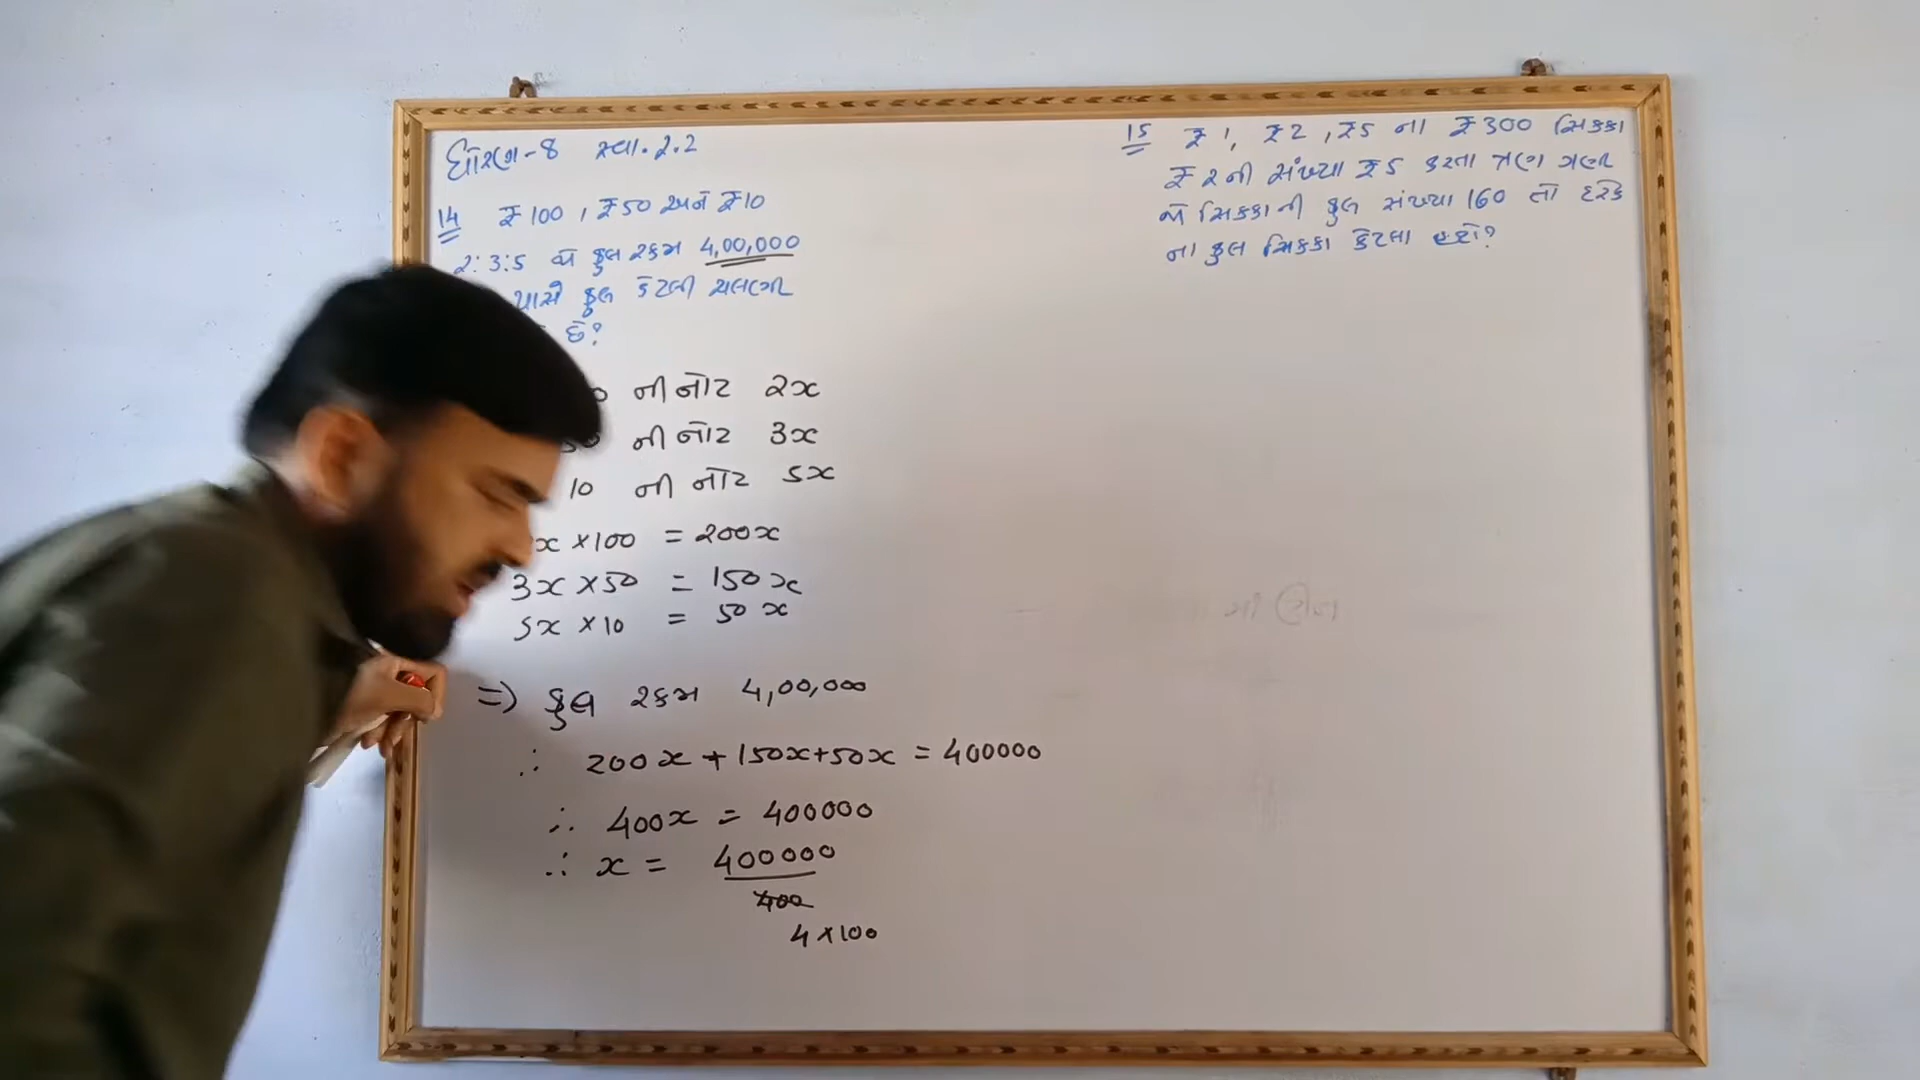 ધોરણ-8 સ્વા. 2.2
14 ₹100, ₹50 અને ₹10
2:3:5 જો કુલ રકમ 4,00,000
પાસે કુલ કેટલી ચલણી
છે?
ની નોટ 2x
ની નોટ 3x
10 ની નોટ 5x
x × 100 = 200x
3x × 50 = 150x
5x × 10 = 50x
⇒ કુલ રકમ 4,00,000
∴ 200x + 150x + 50x = 400000
∴ 400x = 400000
∴ x = 400000
400
4 × 100
15 ₹1, ₹2, ₹5 ના ₹300 સિક્કા
₹2 ની સંખ્યા ₹5 કરતા ત્રણ ગણી
જો સિક્કાની કુલ સંખ્યા 160 તો દરેક
ના કુલ સિક્કા કેટલા હશે?